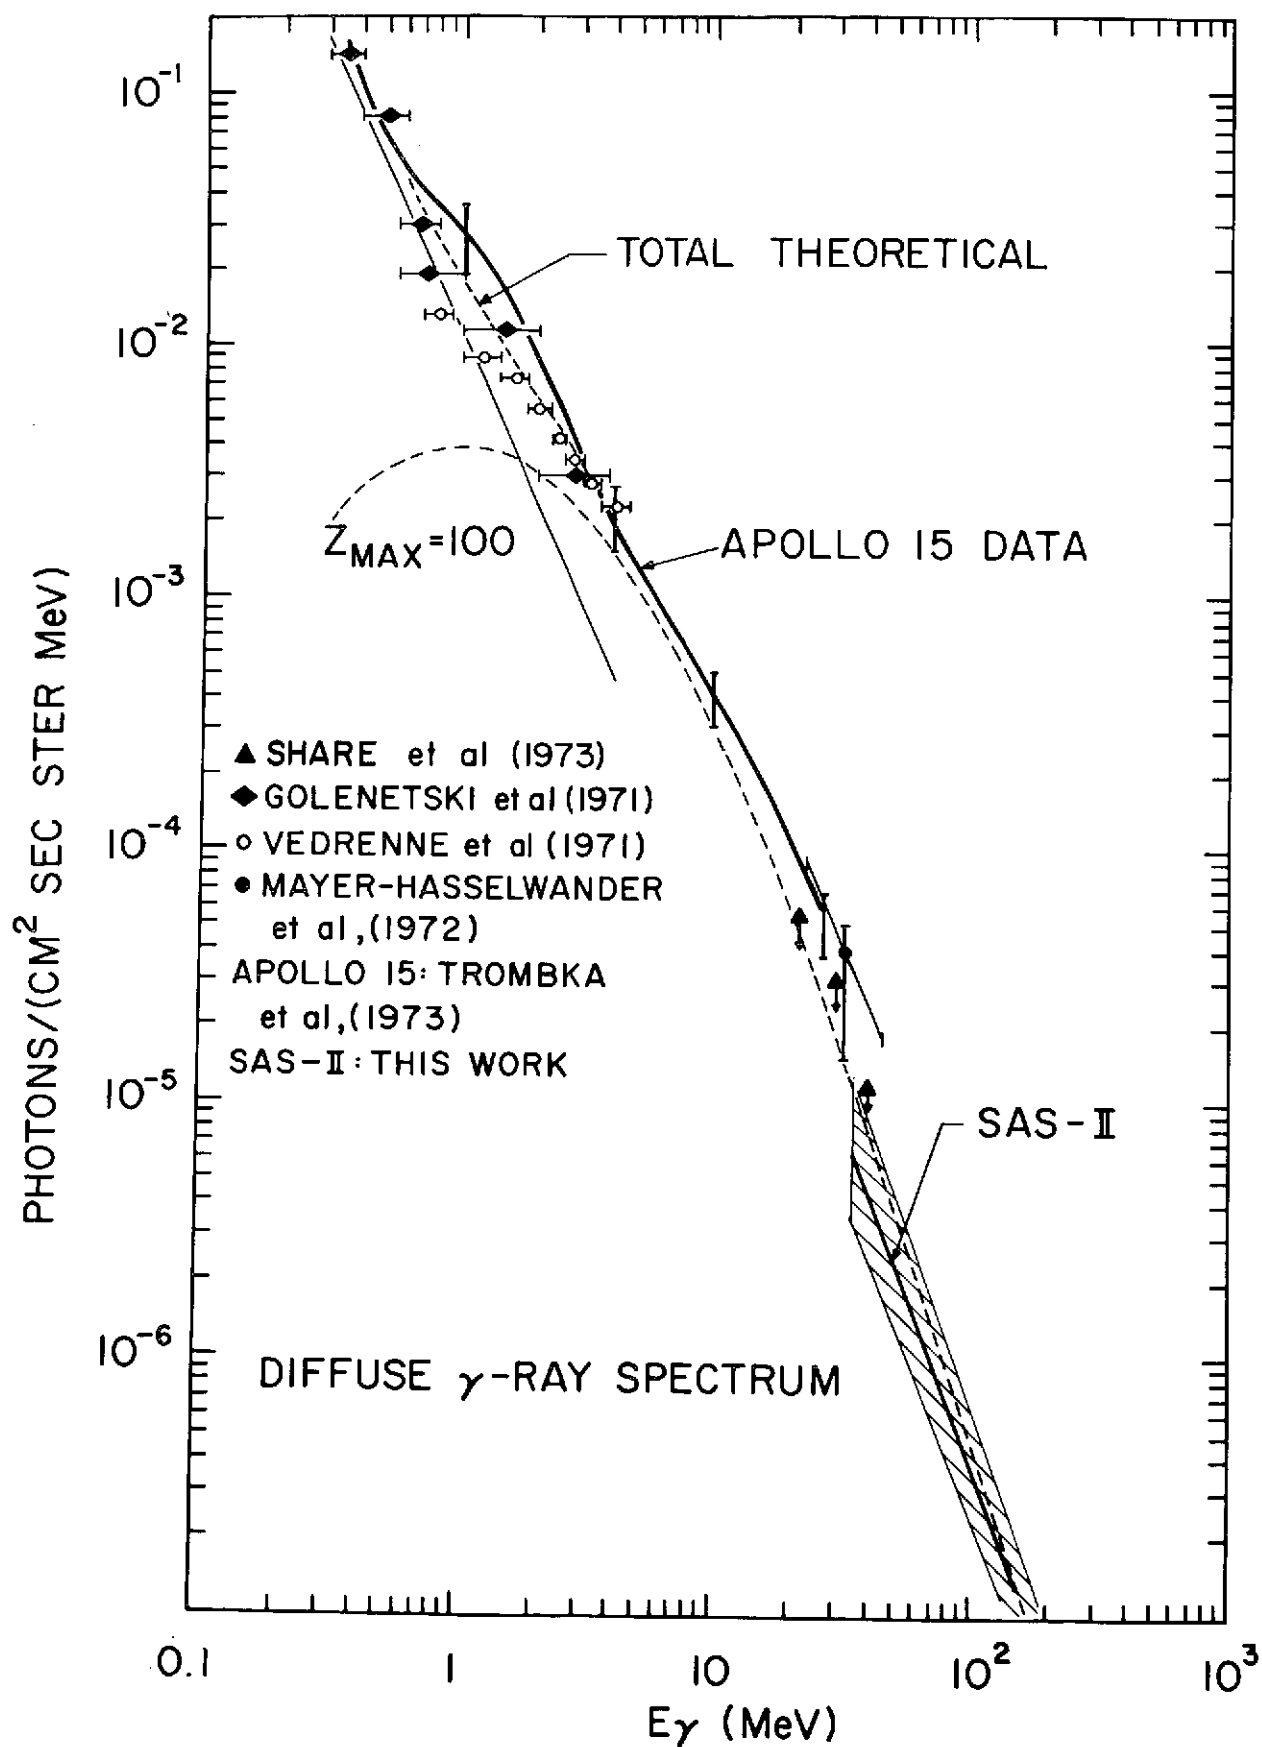 10⁻¹
TOTAL THEORETICAL
10⁻²
Z_MAX=100
APOLLO 15 DATA
10⁻³
PHOTONS/(CM² SEC STER MeV)
▲ SHARE et al (1973)
◆ GOLENETSKI et al (1971)
10⁻⁴
○ VEDRENNE et al (1971)
● MAYER-HASSELWANDER
et al,(1972)
APOLLO 15: TROMBKA
et al,(1973)
SAS-II: THIS WORK
10⁻⁵
SAS-II
10⁻⁶
DIFFUSE γ-RAY SPECTRUM
0.1 1 10 10² 10³
Eγ (MeV)